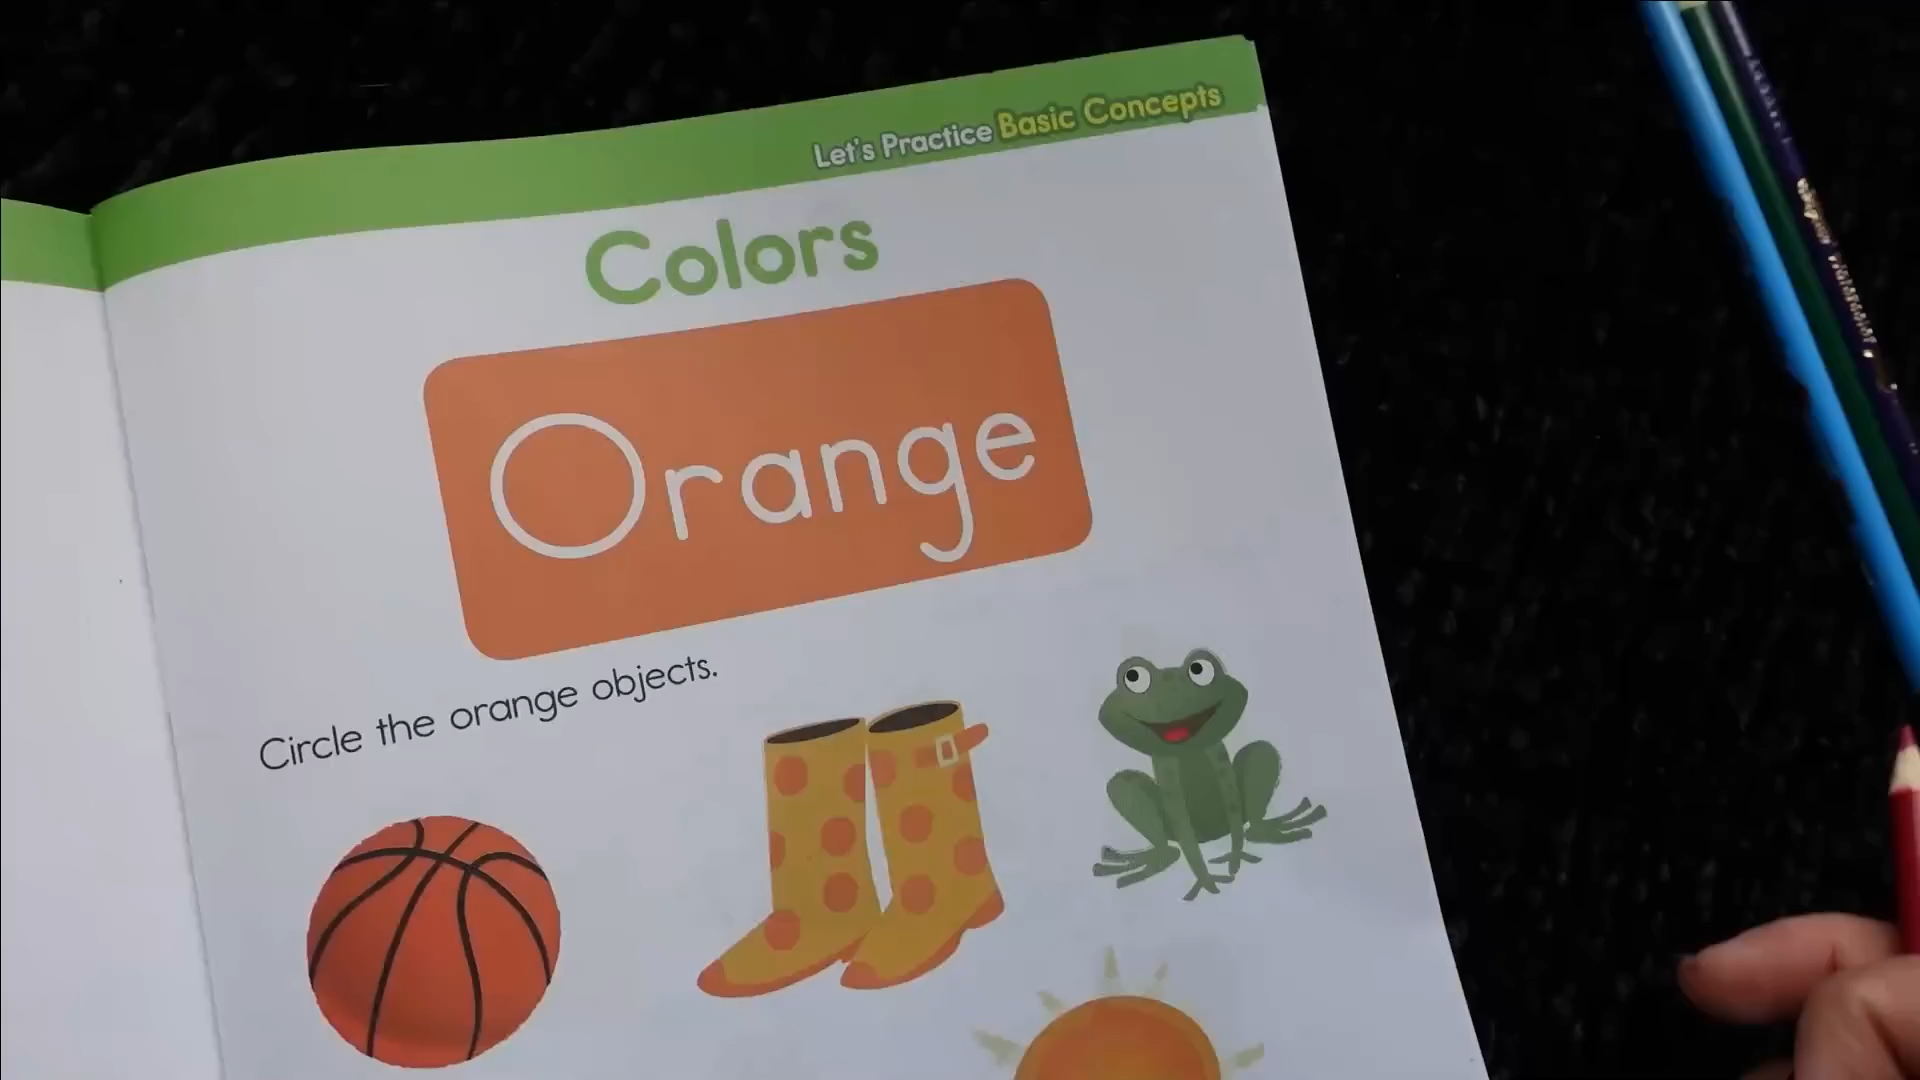 Let's Practice Basic Concepts
Colors
Orange
Circle the orange objects.